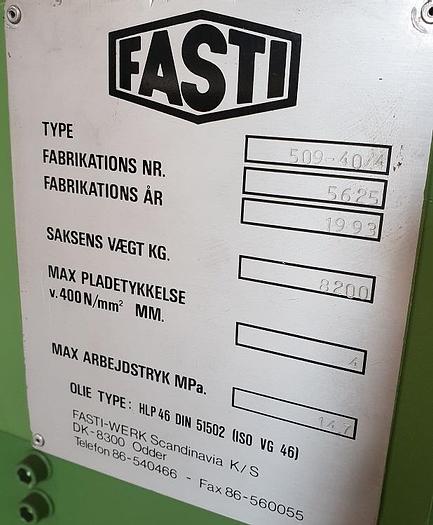 FASTI
TYPE 509-40/4
FABRIKATIONS NR. 5625
FABRIKATIONS ÅR 1993
SAKSENS VÆGT KG. 8200
MAX PLADETYKKELSE
v. 400 N/mm² MM. 4
MAX ARBEJDSTRYK MPa. 14,7
OLIE TYPE: HLP 46 DIN 51502 (ISO VG 46)
FASTI-WERK Scandinavia K/S
DK-8300 Odder
Telefon 86-540466 - Fax 86-560055